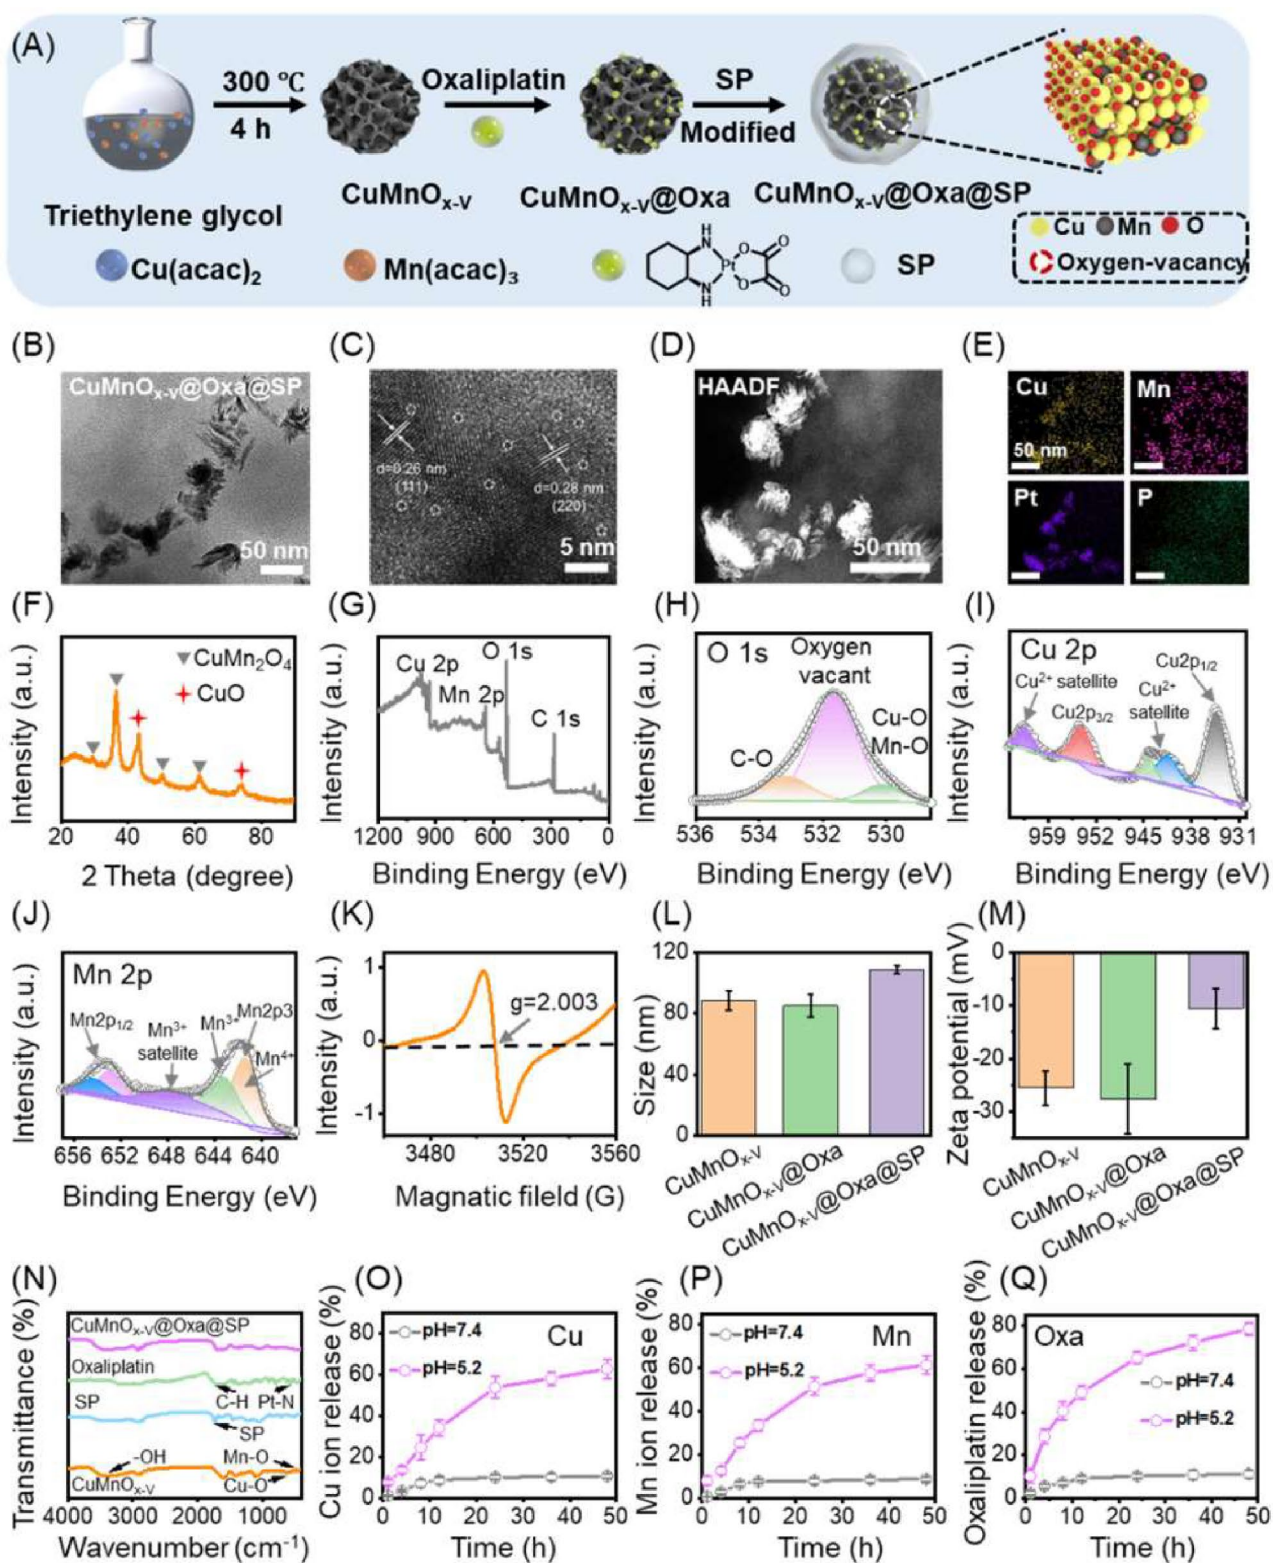 (A)
300 ℃
4 h
Oxaliplatin
SP
Modified
CuMnOx-V
CuMnOx-V@Oxa
CuMnOx-V@Oxa@SP
Triethylene glycol
Cu(acac)2
Mn(acac)3
H
N
Pt
N
H
O
O
O
O
SP
Cu Mn O
Oxygen-vacancy
(B)
CuMnOx-V@Oxa@SP
50 nm
(C)
d=0.26 nm
(111)
d=0.28 nm
(220)
5 nm
(D)
HAADF
50 nm
(E)
Cu
50 nm
Mn
Pt
P
(F)
Intensity (a.u.)
CuMn2O4
CuO
20 40 60 80
2 Theta (degree)
(G)
Intensity (a.u.)
Cu 2p
Mn 2p
O 1s
C 1s
1200 900 600 300 0
Binding Energy (eV)
(H)
Intensity (a.u.)
O 1s
Oxygen
vacant
C-O
Cu-O
Mn-O
536 534 532 530
Binding Energy (eV)
(I)
Intensity (a.u.)
Cu 2p
Cu2+ satellite
Cu2p3/2
Cu2+
satellite
Cu2p1/2
959 952 945 938 931
Binding Energy (eV)
(J)
Intensity (a.u.)
Mn 2p
Mn2p1/2
Mn3+
satellite
Mn3+
Mn2p3
Mn4+
656 652 648 644 640
Binding Energy (eV)
(K)
Intensity (a.u.)
1
0
-1
g=2.003
3480 3520 3560
Magnatic fileld (G)
(L)
Size (nm)
120
80
40
0
CuMnOx-V
CuMnOx-V@Oxa
CuMnOx-V@Oxa@SP
(M)
Zeta potential (mV)
0
-10
-20
-30
CuMnOx-V
CuMnOx-V@Oxa
CuMnOx-V@Oxa@SP
(N)
Transmittance (%)
CuMnOx-V@Oxa@SP
Oxaliplatin
C-H Pt-N
SP
SP
-OH
Mn-O
CuMnOx-V
Cu-O
4000 3000 2000 1000
Wavenumber (cm-1)
(O)
Cu ion release (%)
80
60
40
20
0
pH=7.4
pH=5.2
Cu
0 10 20 30 40 50
Time (h)
(P)
Mn ion release (%)
80
60
40
20
0
pH=7.4
pH=5.2
Mn
0 10 20 30 40 50
Time (h)
(Q)
Oxaliplatin release (%)
80
60
40
20
0
Oxa
pH=7.4
pH=5.2
0 10 20 30 40 50
Time (h)